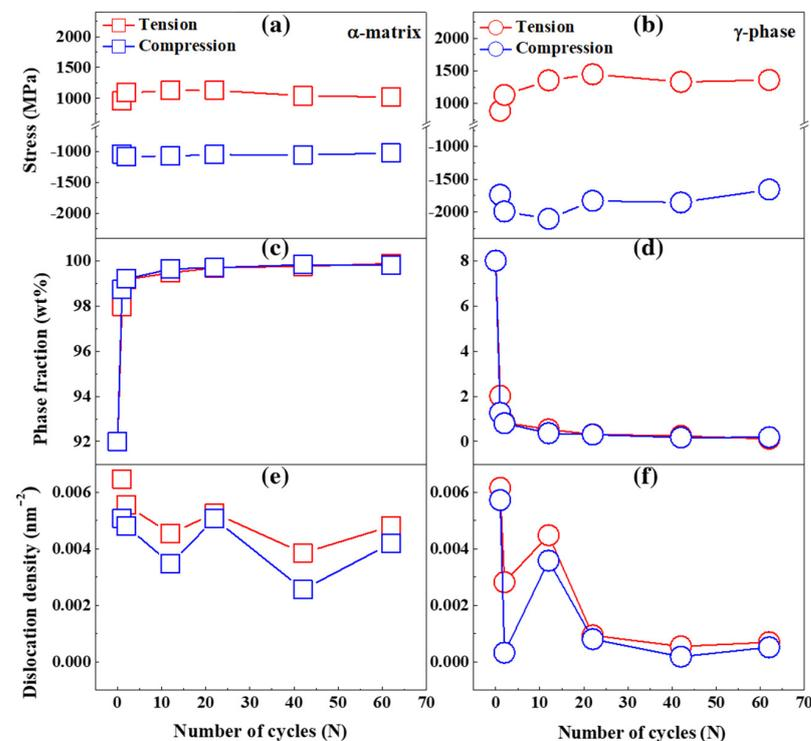 (a)
Tension
Compression
α-matrix
2000
1500
1000
-1000
-1500
-2000
Stress (MPa)
(b)
Tension
Compression
γ-phase
2000
1500
1000
-1000
-1500
-2000
(c)
100
98
96
94
92
Phase fraction (wt%)
(d)
8
6
4
2
0
(e)
0.006
0.004
0.002
0.000
Dislocation density (nm⁻²)
0 10 20 30 40 50 60 70
Number of cycles (N)
(f)
0.006
0.004
0.002
0.000
0 10 20 30 40 50 60 70
Number of cycles (N)